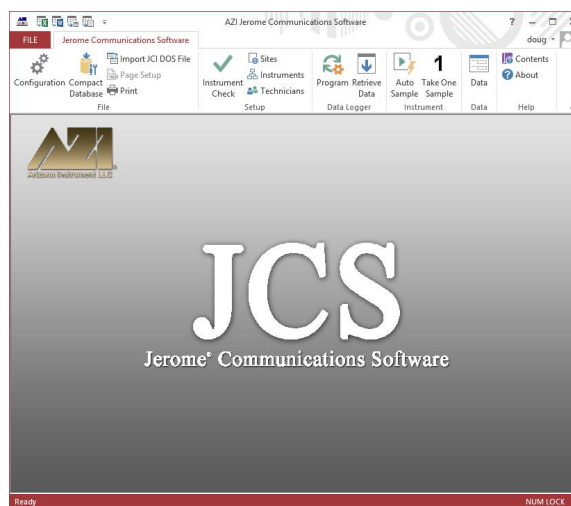 AZI Jerome Communications Software
?
FILE
Jerome Communications Software
doug
Configuration
Compact Database
Import JCI DOS File
Page Setup
Print
File
Instrument Check
Sites
Instruments
Technicians
Setup
Program
Retrieve Data
Data Logger
Auto Sample
1
Take One Sample
Instrument
Data
Data
Contents
About
Help
AZI
Arizona Instrument LLC
JCS
Jerome® Communications Software
Ready
NUM LOCK